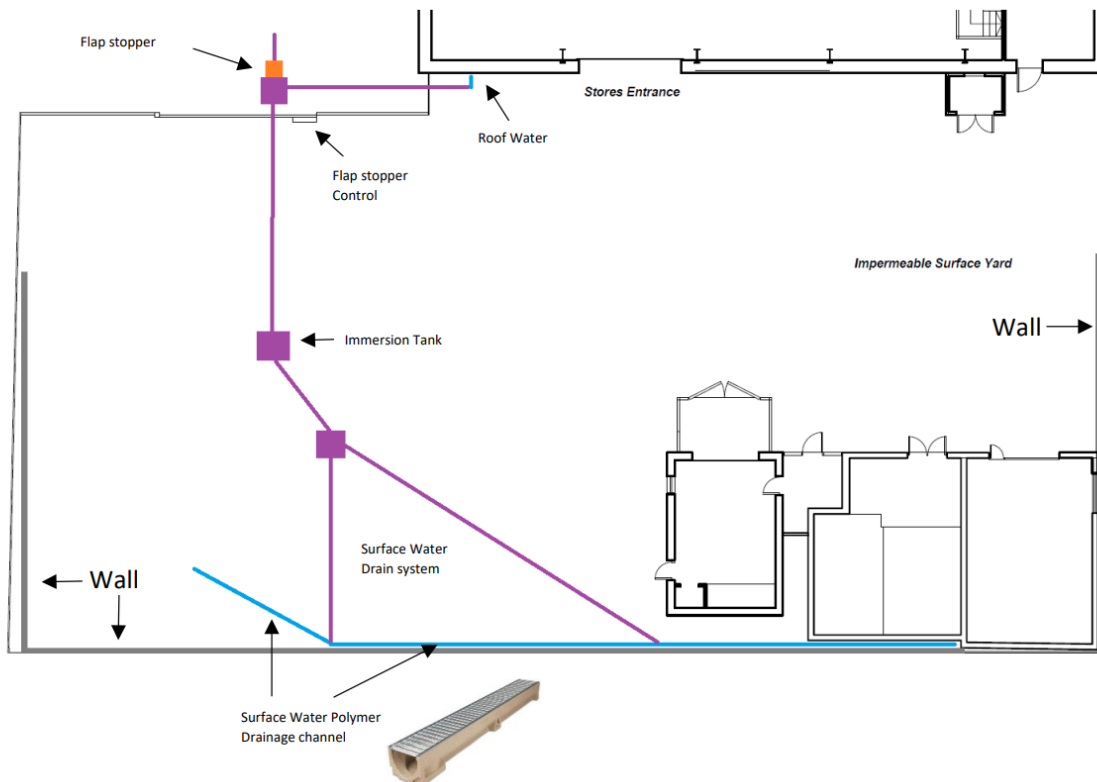 Flap stopper
Stores Entrance
Roof Water
Flap stopper
Control
Impermeable Surface Yard
Wall
Immersion Tank
Surface Water
Drain system
Wall
Surface Water Polymer
Drainage channel